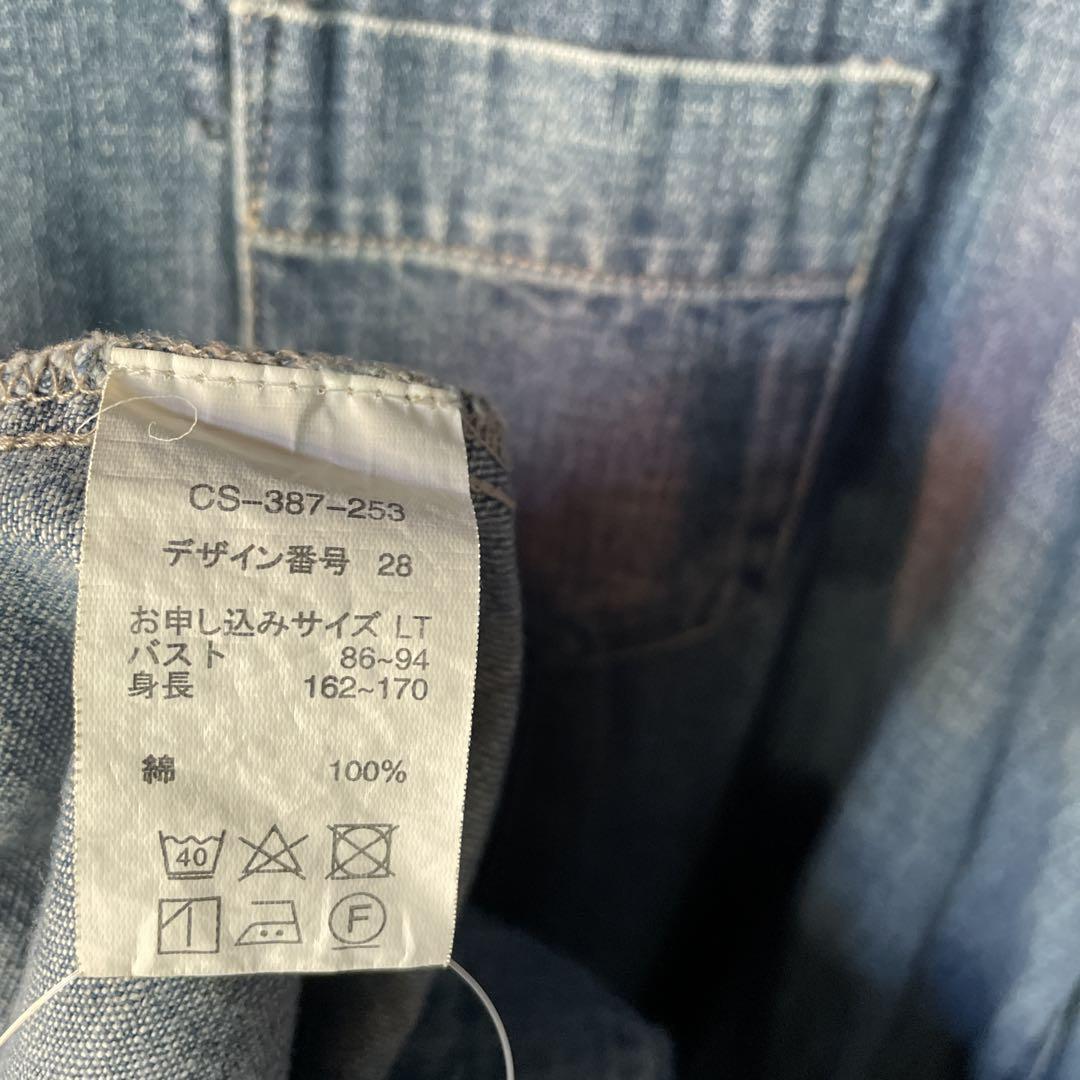 CS-387-253
デザイン番号 28
お申し込みサイズ LT
バスト 86~94
身長 162~170
綿 100%
40
F